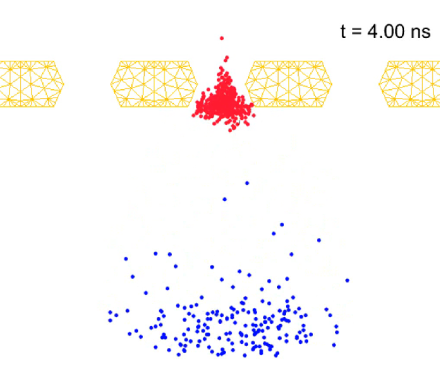 t = 4.00 ns